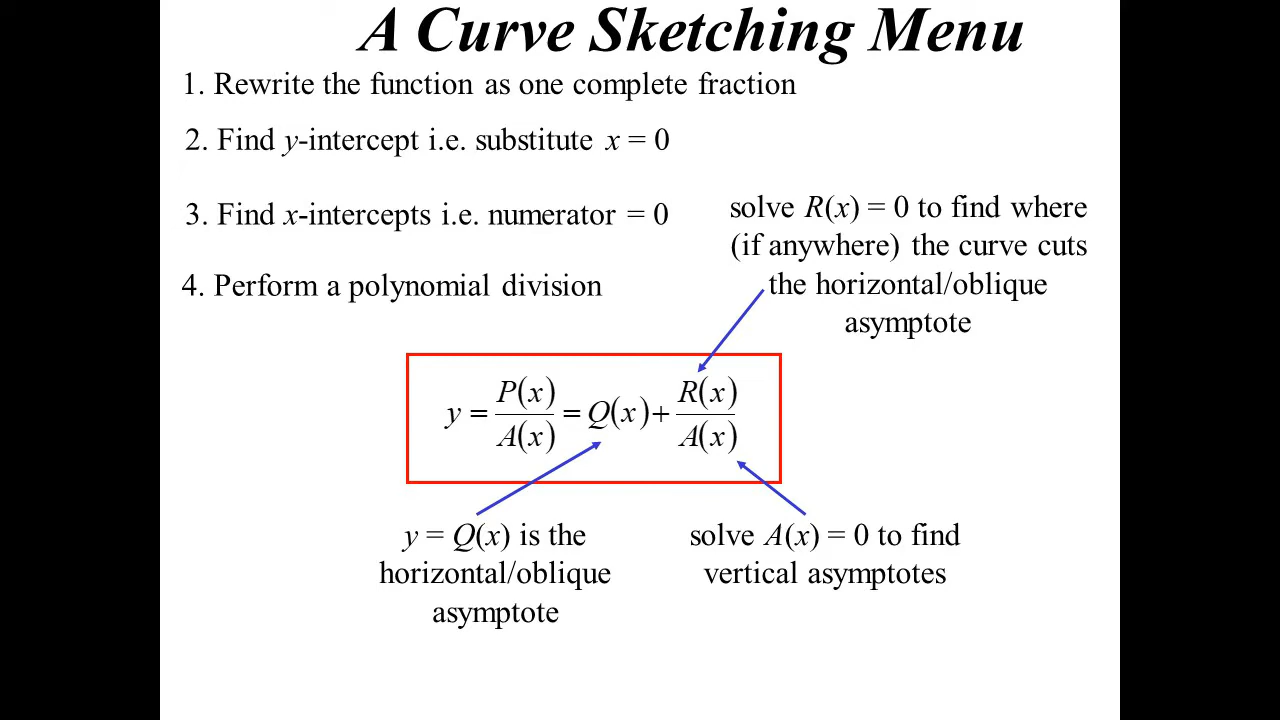 A Curve Sketching Menu
1. Rewrite the function as one complete fraction
2. Find y-intercept i.e. substitute x = 0
3. Find x-intercepts i.e. numerator = 0
4. Perform a polynomial division
solve R(x) = 0 to find where
(if anywhere) the curve cuts
the horizontal/oblique
asymptote
y = P(x)/A(x) = Q(x) + R(x)/A(x)
y = Q(x) is the
horizontal/oblique
asymptote
solve A(x) = 0 to find
vertical asymptotes